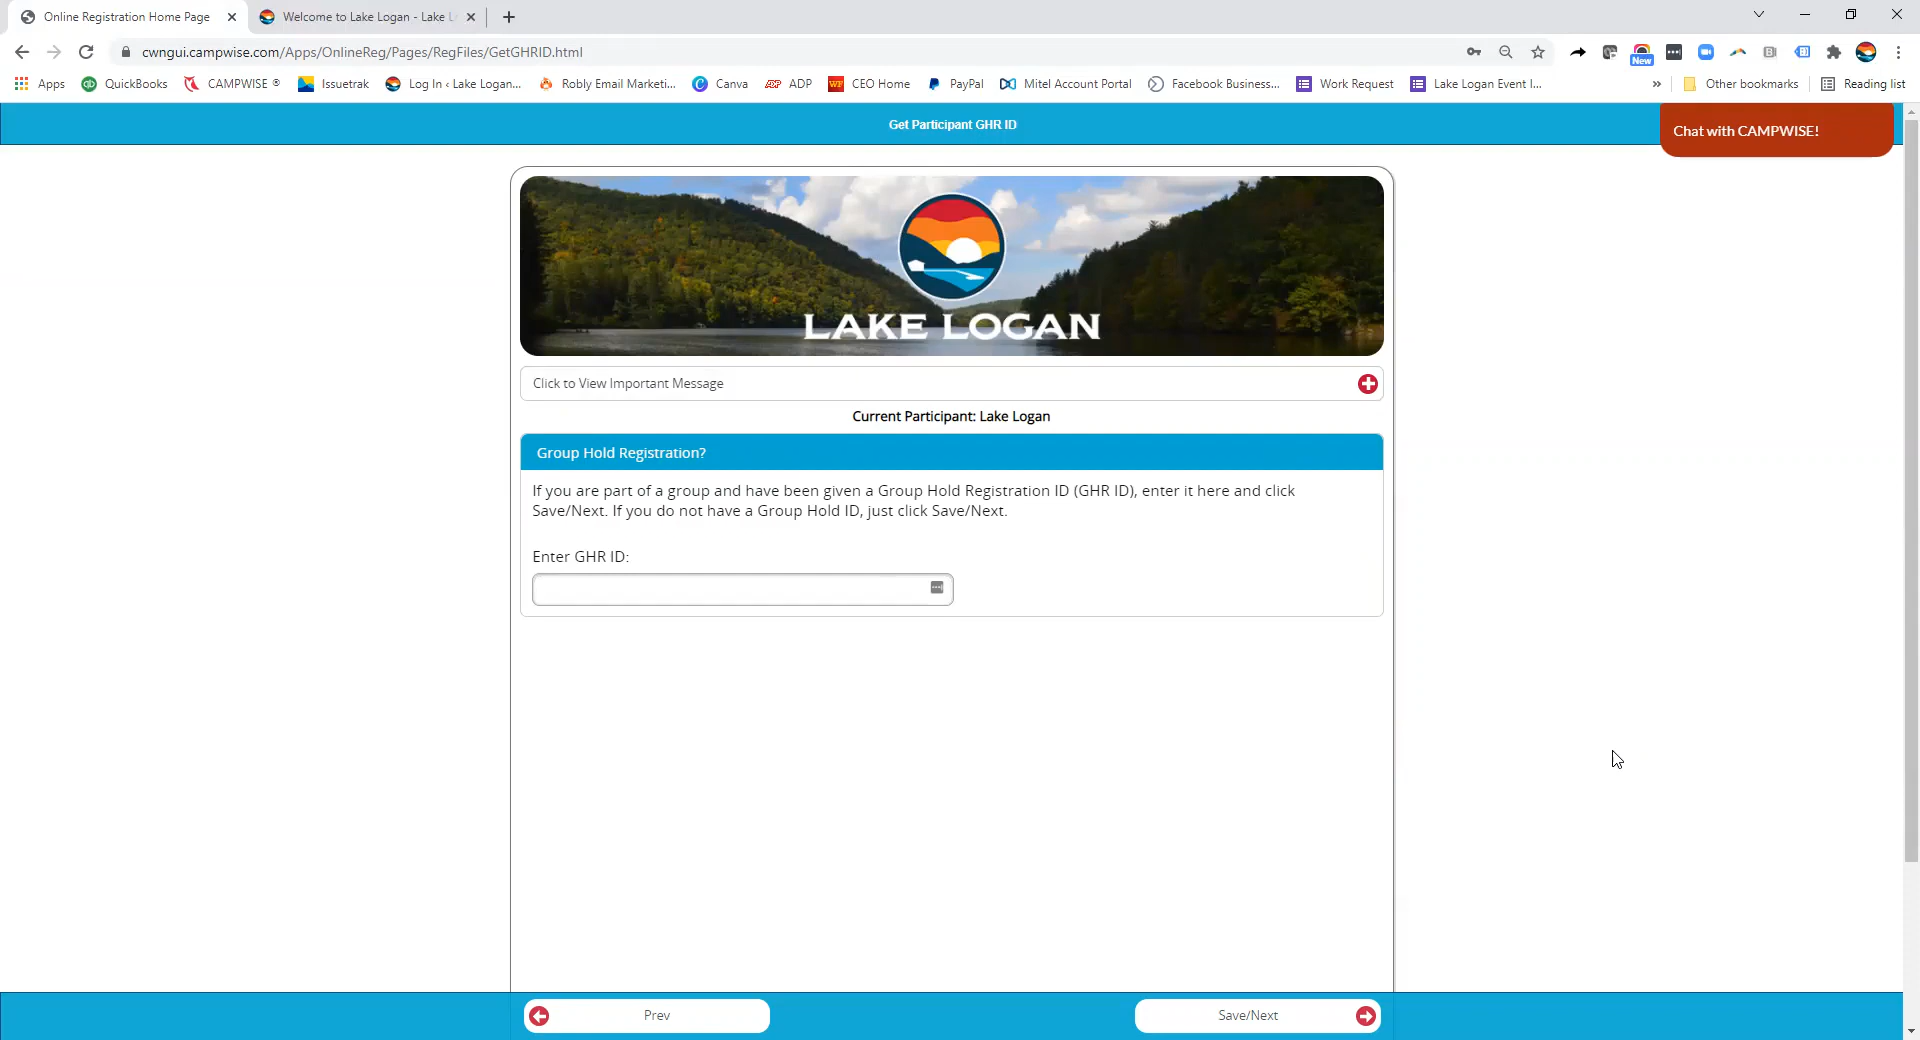 Online Registration Home Page
Welcome to Lake Logan - Lake L
cwngui.campwise.com/Apps/OnlineReg/Pages/RegFiles/GetGHRID.html
New
Apps
QuickBooks
CAMPWISE ®
Issuetrak
Log In ‹ Lake Logan...
Robly Email Marketi...
Canva
ADP
CEO Home
PayPal
Mitel Account Portal
Facebook Business...
Work Request
Lake Logan Event I...
»
Other bookmarks
Reading list
Get Participant GHR ID
Chat with CAMPWISE!
LAKE LOGAN
Click to View Important Message
Current Participant: Lake Logan
Group Hold Registration?
If you are part of a group and have been given a Group Hold Registration ID (GHR ID), enter it here and click
Save/Next. If you do not have a Group Hold ID, just click Save/Next.
Enter GHR ID:
Prev
Save/Next